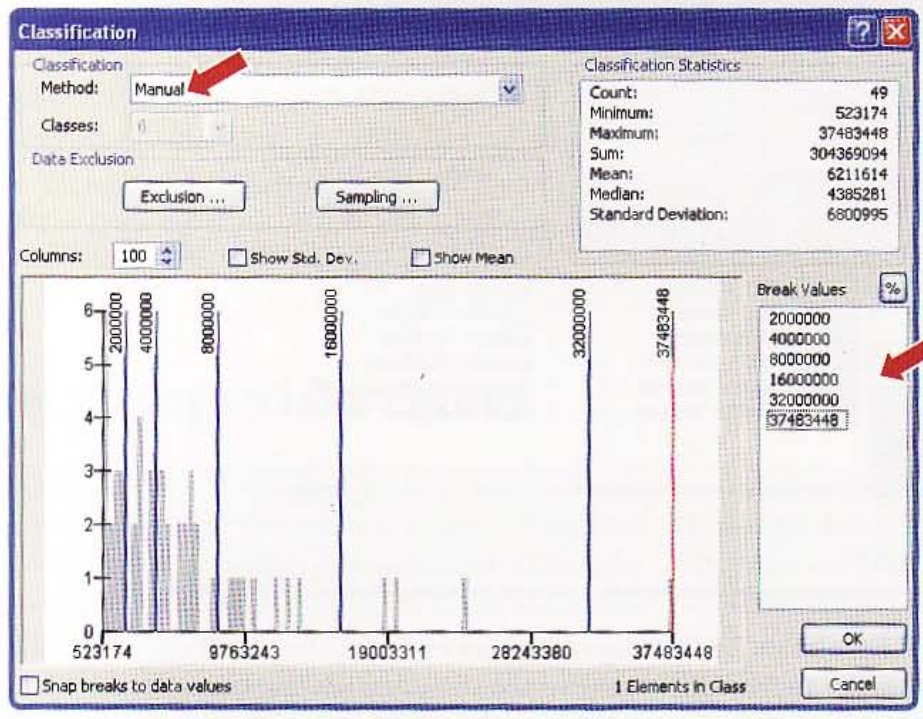 Classification
Classification
Method: Manual
Classes: 6
Data Exclusion
Exclusion ... Sampling ...
Classification Statistics
Count: 49
Minimum: 523174
Maximum: 37483448
Sum: 304369094
Mean: 6211614
Median: 4385281
Standard Deviation: 6800995
Columns: 100 Show Std. Dev. Show Mean
Break Values %
2000000
4000000
8000000
16000000
32000000
37483448
2000000 4000000 8000000 16000000 32000000 37483448
6
5
4
3
2
1
0
523174 9763243 19003311 28243380 37483448
Snap breaks to data values 1 Elements in Class
OK
Cancel